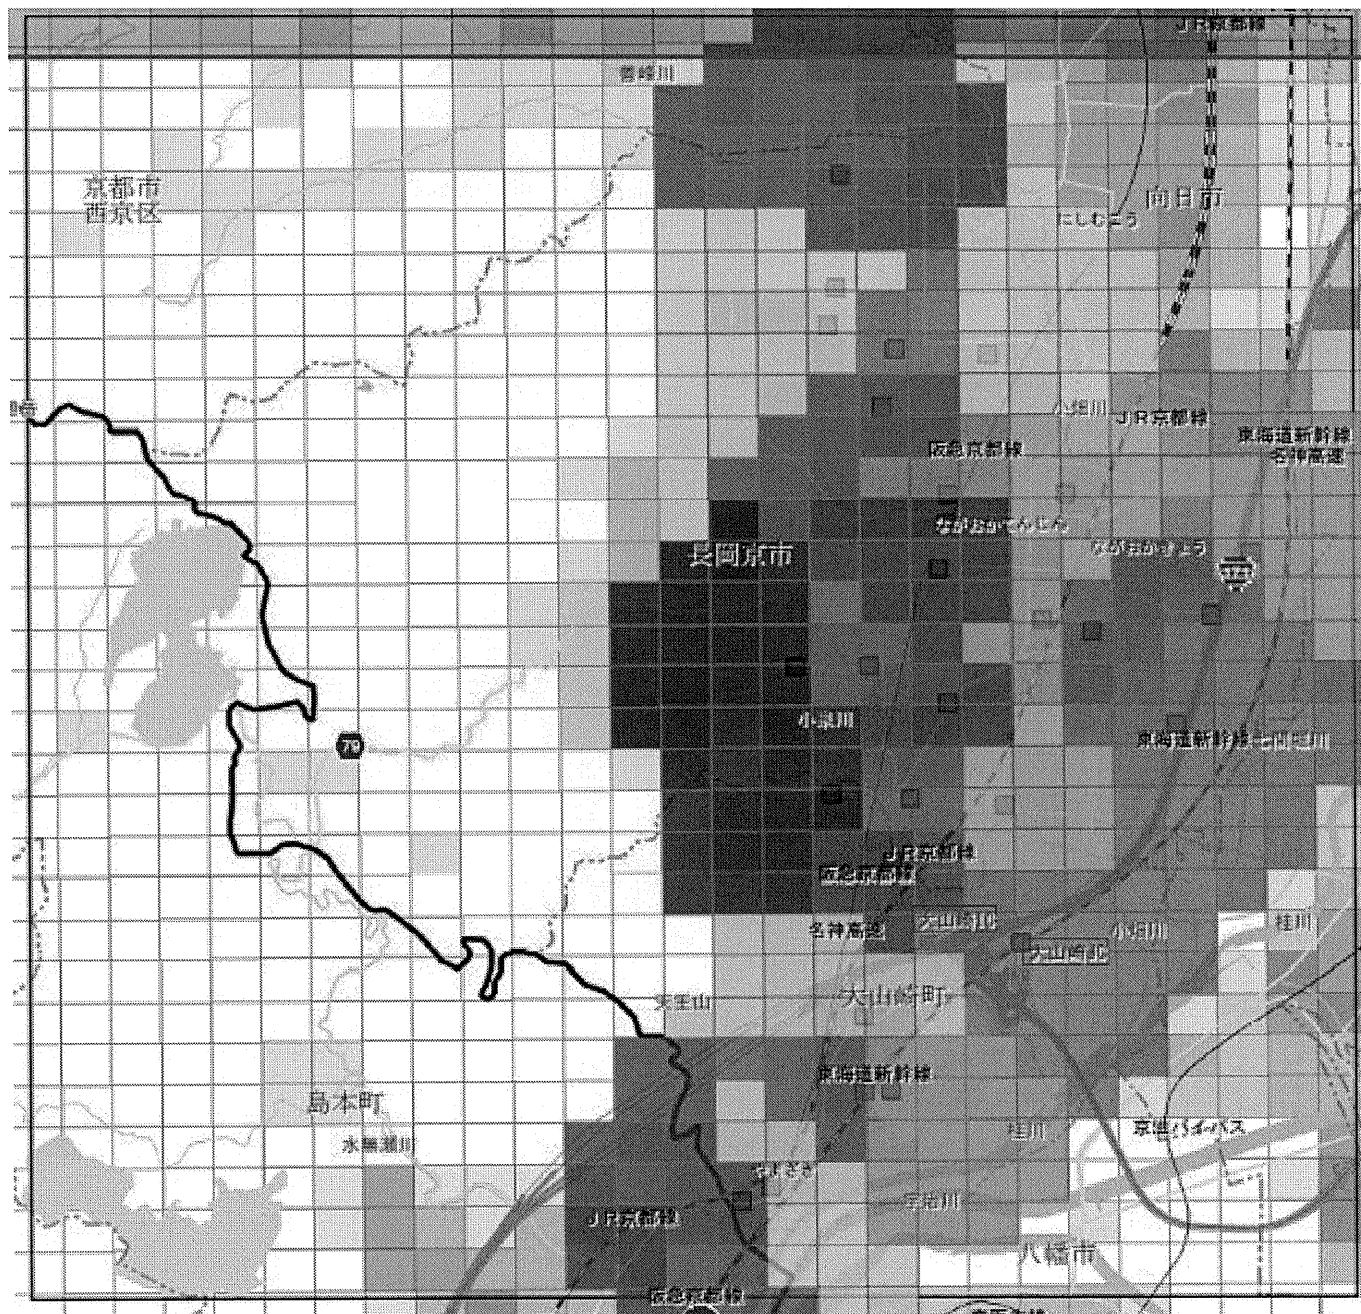 JR京都線
善峰川
京都市
西京区
向日市
にしむこう
小畑川
JR京都線
東海道新幹線
名神高速
阪急京都線
ながおかてんじん
長岡京市
ながおかきょう
小泉川
79
東海道新幹線
七間堀川
JR京都線
阪急京都線
名神高速
大山崎北
大山崎北
小畑川
桂川
天王山
大山崎町
東海道新幹線
島本町
水無瀬川
桂川
京滋バイパス
やまざき
宇治川
JR京都線
八幡市
阪急京都線